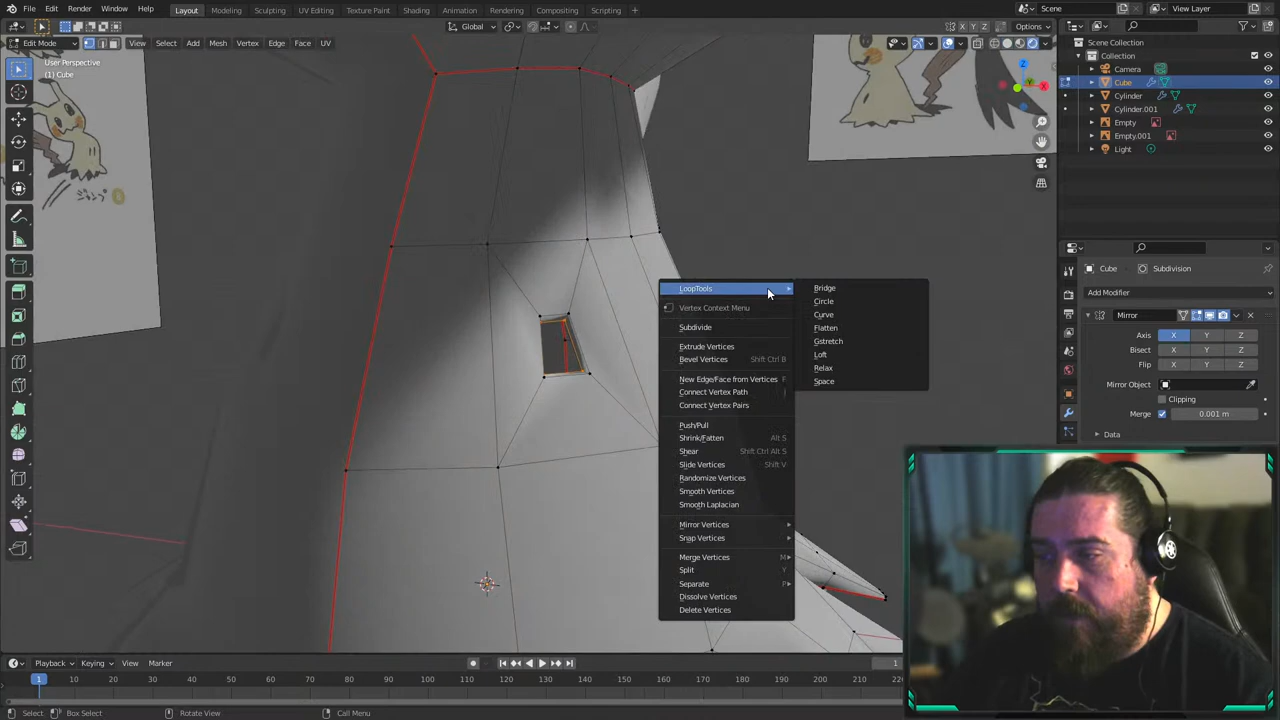 File Edit Render Window Help Layout Modeling Sculpting UV Editing Texture Paint Shading Animation Rendering Compositing Scripting + Scene View Layer
Global Options
Edit Mode View Select Add Mesh Vertex Edge Face UV X Y Z
User Perspective
(1) Cube
Scene Collection
Collection
Camera
Cube
Cylinder
Cylinder.001
Empty
Empty.001
Light
Cube Subdivision
Add Modifier
Mirror
Axis X Y Z
Bisect X Y Z
Flip X Y Z
Mirror Object
Clipping
Merge 0.001 m
Data
LoopTools
Vertex Context Menu
Subdivide
Extrude Vertices
Bevel Vertices Shift Ctrl B
New Edge/Face from Vertices F
Connect Vertex Path J
Connect Vertex Pairs
Push/Pull
Shrink/Fatten Alt S
Shear Shift Ctrl Alt S
Slide Vertices Shift V
Randomize Vertices
Smooth Vertices
Smooth Laplacian
Mirror Vertices
Snap Vertices
Merge Vertices M
Split Y
Separate P
Dissolve Vertices
Delete Vertices
Bridge
Circle
Curve
Flatten
Gstretch
Loft
Relax
Space
Playback Keying View Marker 1
1 10 20 30 40 50 60 70 80 90 100 110 120 130 140 150 160 170 180 190 200 210 220
Select Box Select Rotate View Call Menu